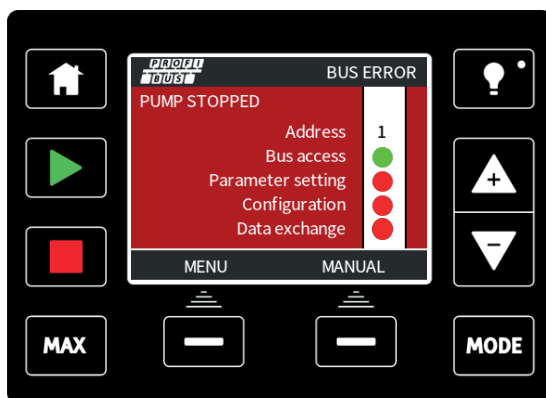 PROFI
BUS
BUS ERROR
PUMP STOPPED
Address 1
Bus access
Parameter setting
Configuration
Data exchange
MENU MANUAL
+
−
MAX
MODE